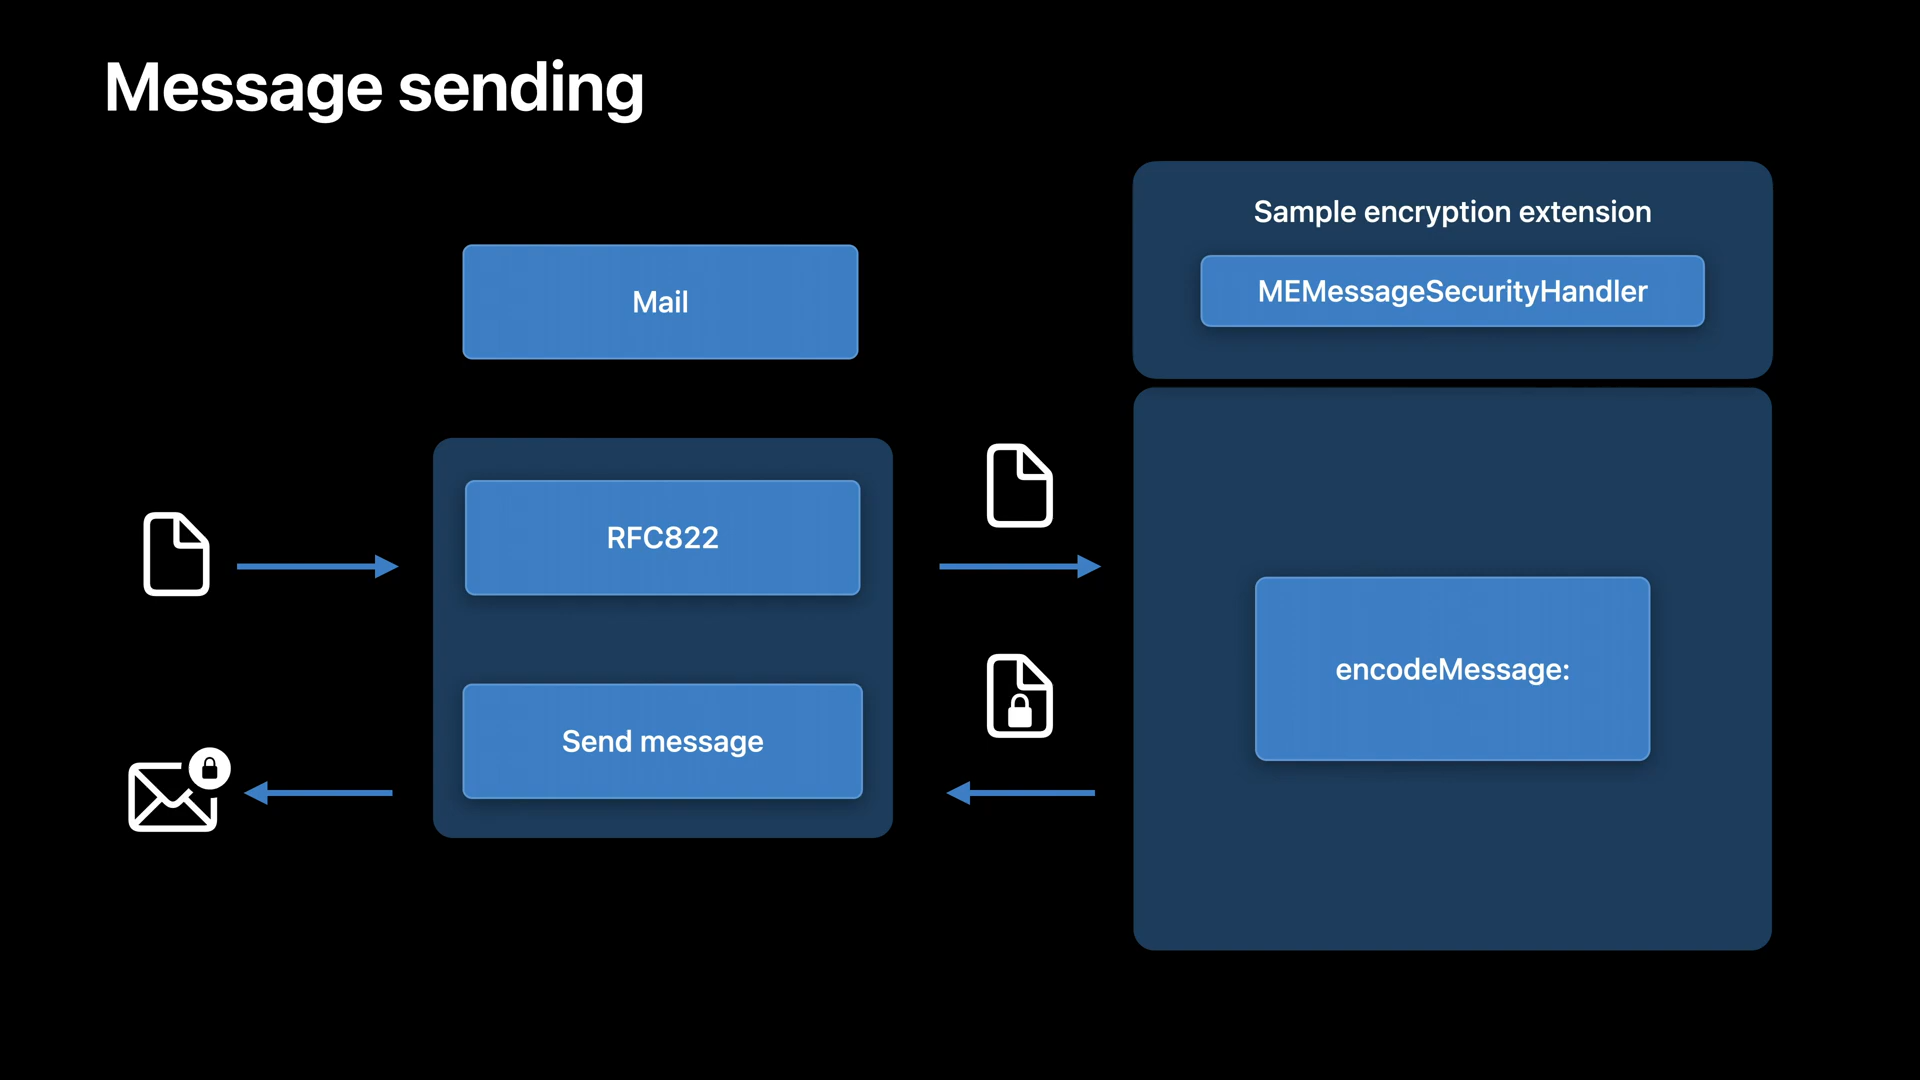 Message sending
Mail
Sample encryption extension
MEMessageSecurityHandler
RFC822
Send message
encodeMessage: